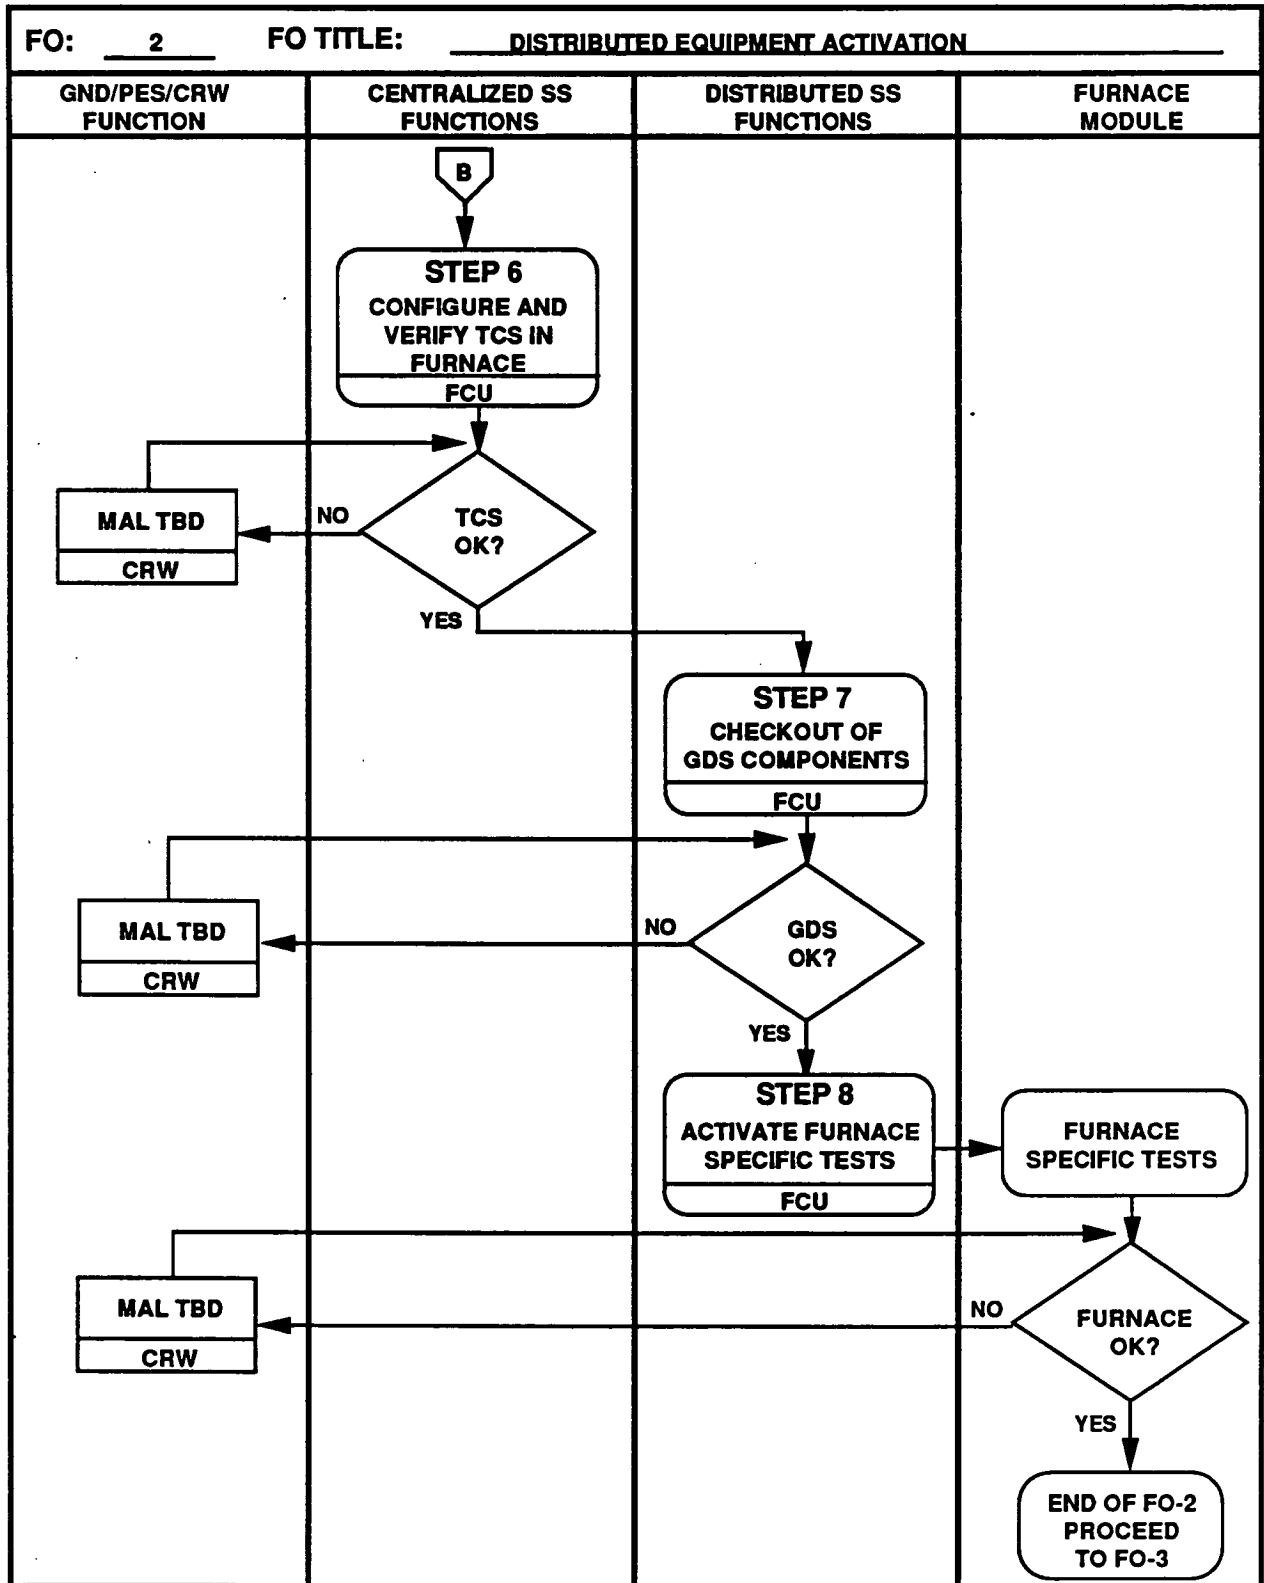 FO: 2 FO TITLE: DISTRIBUTED EQUIPMENT ACTIVATION
GND/PES/CRW
FUNCTION
CENTRALIZED SS
FUNCTIONS
DISTRIBUTED SS
FUNCTIONS
FURNACE
MODULE
B
STEP 6
CONFIGURE AND
VERIFY TCS IN
FURNACE
FCU
MAL TBD
CRW
NO
TCS
OK?
YES
STEP 7
CHECKOUT OF
GDS COMPONENTS
FCU
MAL TBD
CRW
NO
GDS
OK?
YES
STEP 8
ACTIVATE FURNACE
SPECIFIC TESTS
FCU
FURNACE
SPECIFIC TESTS
MAL TBD
CRW
NO
FURNACE
OK?
YES
END OF FO-2
PROCEED
TO FO-3